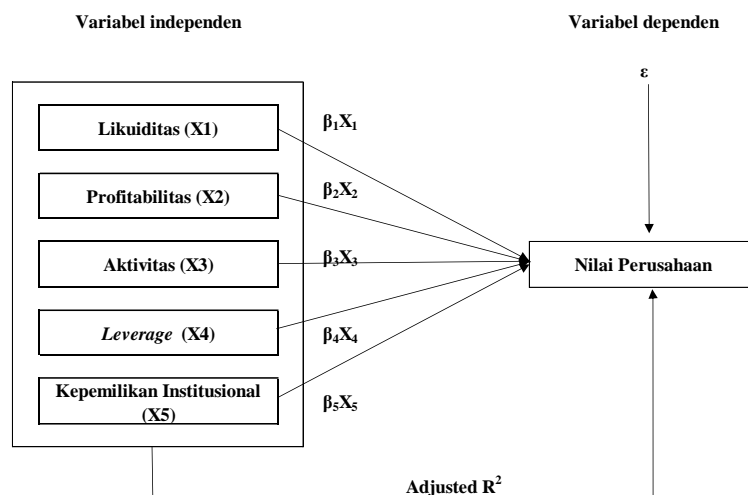 Variabel independen
Variabel dependen
ε
Likuiditas (X1)
β₁X₁
Profitabilitas (X2)
β₂X₂
Aktivitas (X3)
β₃X₃
Nilai Perusahaan
Leverage (X4)
β₄X₄
Kepemilikan Institusional
(X5)
β₅X₅
Adjusted R²